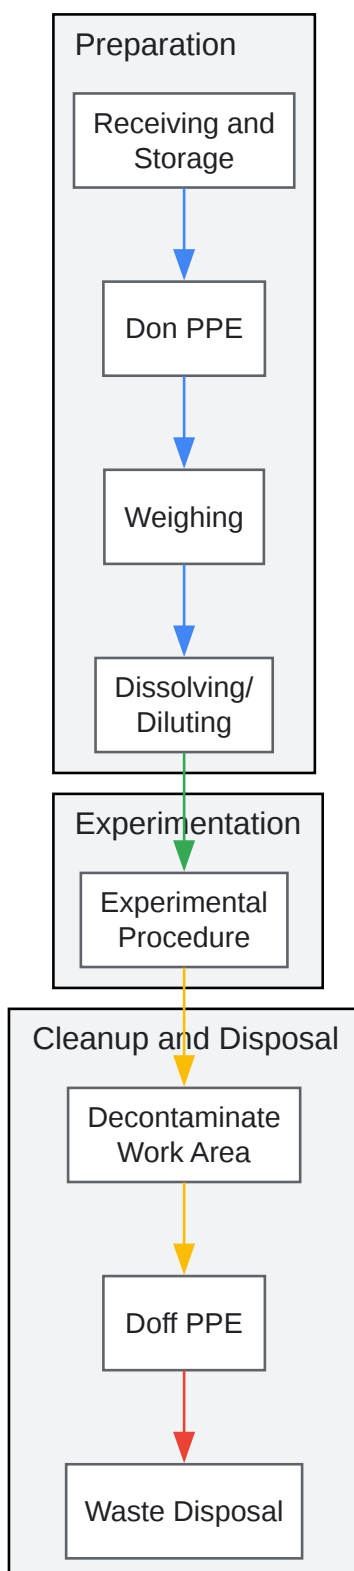 Preparation
Receiving and
Storage
Don PPE
Weighing
Dissolving/
Diluting
Experimentation
Experimental
Procedure
Cleanup and Disposal
Decontaminate
Work Area
Doff PPE
Waste Disposal